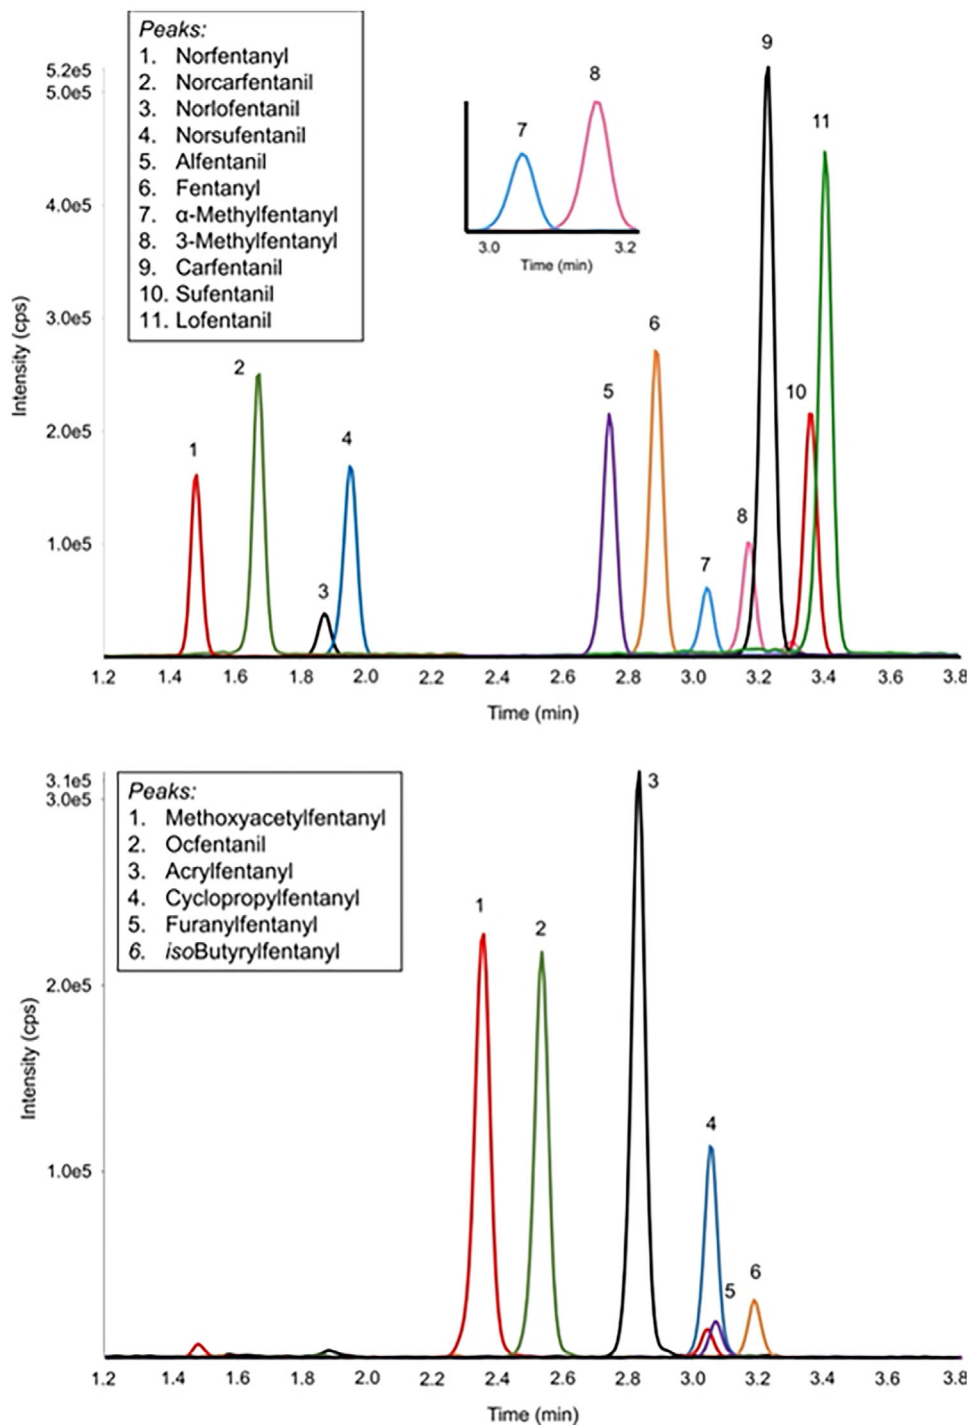 Peaks:
1. Norfentanyl
2. Norcarfentanil
3. Norlofentanil
4. Norsufentanil
5. Alfentanil
6. Fentanyl
7. α-Methylfentanyl
8. 3-Methylfentanyl
9. Carfentanil
10. Sufentanil
11. Lofentanil
5.2e5
5.0e5
4.0e5
3.0e5
2.0e5
1.0e5
Intensity (cps)
7
8
3.0 3.2
Time (min)
1
2
3
4
5
6
7
8
9
10
11
1.2 1.4 1.6 1.8 2.0 2.2 2.4 2.6 2.8 3.0 3.2 3.4 3.6 3.8
Time (min)
Peaks:
1. Methoxyacetylfentanyl
2. Ocfentanil
3. Acrylfentanyl
4. Cyclopropylfentanyl
5. Furanylfentanyl
6. isoButyrylfentanyl
3.1e5
3.0e5
2.0e5
1.0e5
Intensity (cps)
1
2
3
4
5
6
1.2 1.4 1.6 1.8 2.0 2.2 2.4 2.6 2.8 3.0 3.2 3.4 3.6 3.8
Time (min)